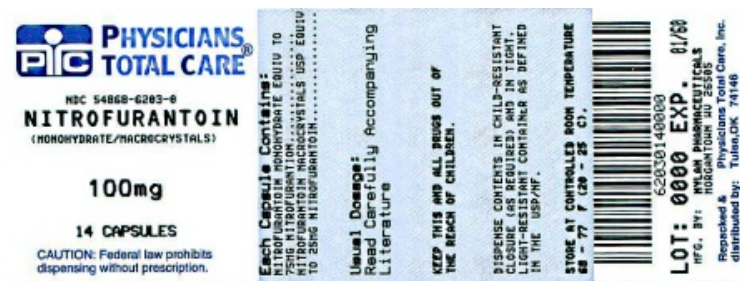 PTC PHYSICIANS
TOTAL CARE®
NDC 54868-6203-0
NITROFURANTOIN
(MONOHYDRATE/MACROCRYSTALS)
100mg
14 CAPSULES
CAUTION: Federal law prohibits
dispensing without prescription.
Each Capsule Contains:
NITROFURANTOIN MONOHYDRATE EQUIV TO
75MG NITROFURANTION..............
NITROFURANTOIN MACROCRYSTALS USP EQUIV
TO 25MG NITROFURANTOIN..............
Usual Dosage:
Read Carefully Accompanying
Literature
KEEP THIS AND ALL DRUGS OUT OF
THE REACH OF CHILDREN.
DISPENSE CONTENTS IN CHILD-RESISTANT
CLOSURE (AS REQUIRED) AND IN TIGHT,
LIGHT-RESISTANT CONTAINER AS DEFINED
IN THE USP/NF.
STORE AT CONTROLLED ROOM TEMPERATURE
68 - 77 F (20 - 25 C).
62030140000
LOT: 0000 EXP. 01/60
MFG. BY: MYLAN PHARMACEUTICALS
MORGANTOWN WV 26505
Repacked & Physicians Total Care, Inc.
distributed by: Tulsa,OK 74146